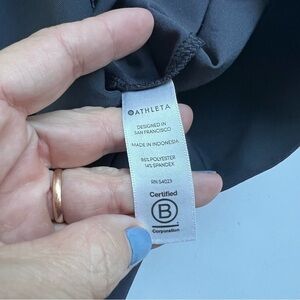 ATHLETA
DESIGNED IN
SAN FRANCISCO
MADE IN INDONESIA
86% POLYESTER
14% SPANDEX
RN 54023
Certified
B
Corporation